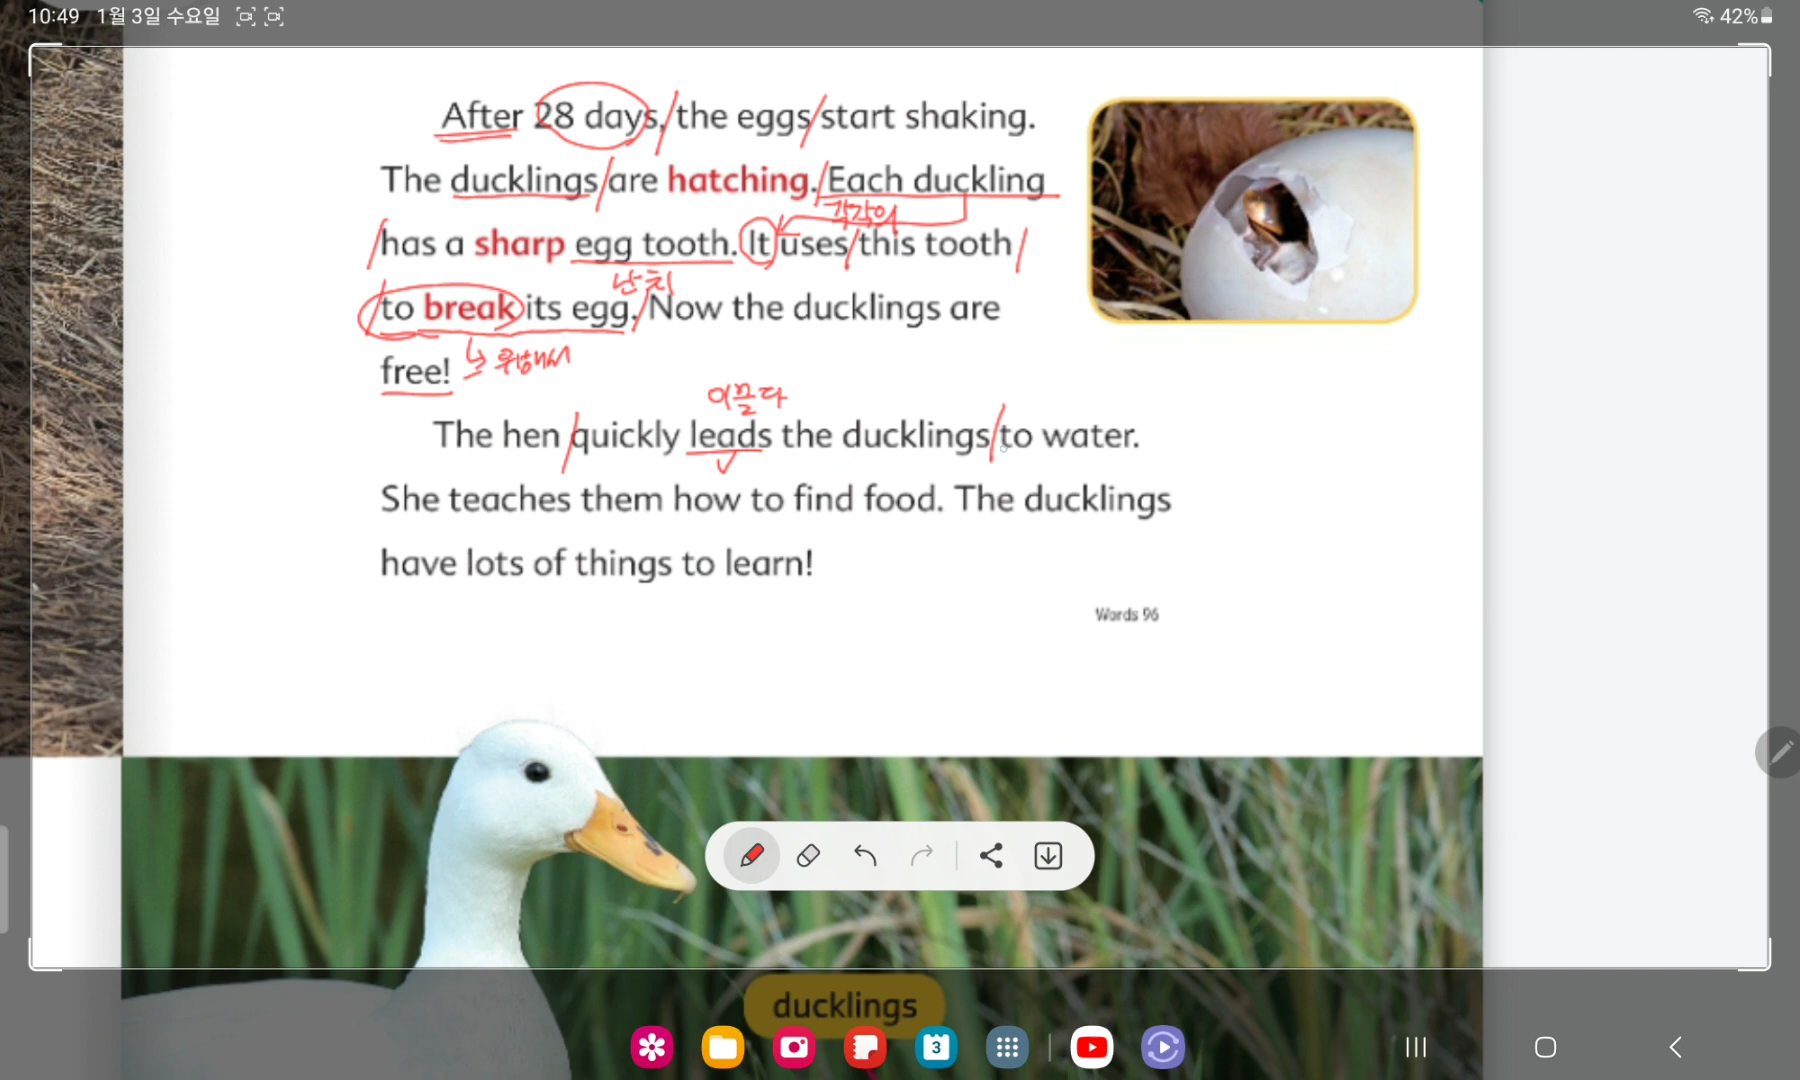 10:49 1월 3일 수요일
42%
After 28 days, the eggs start shaking.
The ducklings are hatching. Each duckling
각각의
has a sharp egg tooth. It uses this tooth
난치
to break its egg. Now the ducklings are
free! 위해서
이끌다
The hen quickly leads the ducklings to water.
She teaches them how to find food. The ducklings
have lots of things to learn!
Words 96
ducklings
3